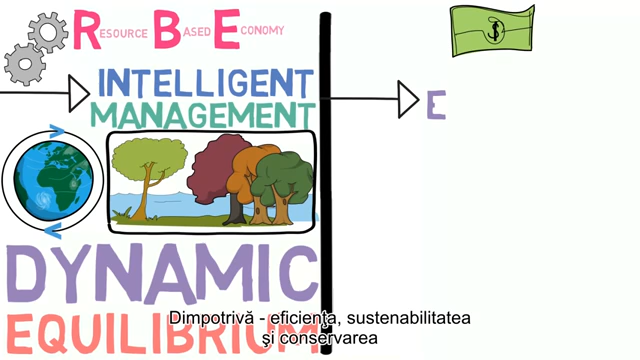 RESOURCE BASED ECONOMY
INTELLIGENT
MANAGEMENT
DYNAMIC
EQUILIBRIUM
$
E
Dimpotrivă - eficienţa, sustenabilitatea
şi conservarea